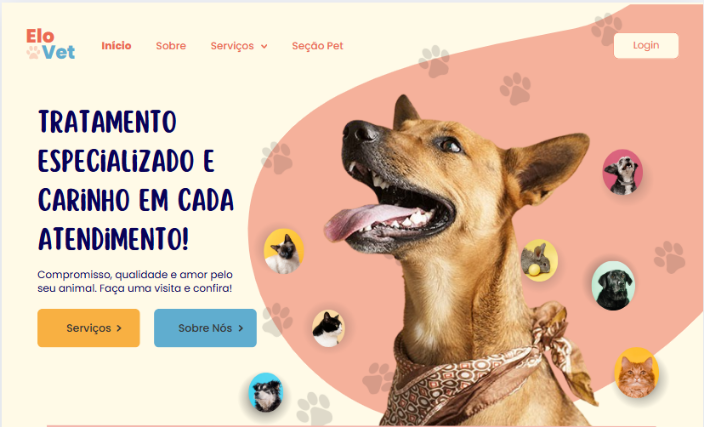 Elo
Vet
Início
Sobre
Serviços
Seção Pet
Login
TRATAMENTO
ESPECIALIZADO E
CARINHO EM CADA
ATENDIMENTO!
Compromisso, qualidade e amor pelo
seu animal. Faça uma visita e confira!
Serviços
Sobre Nós